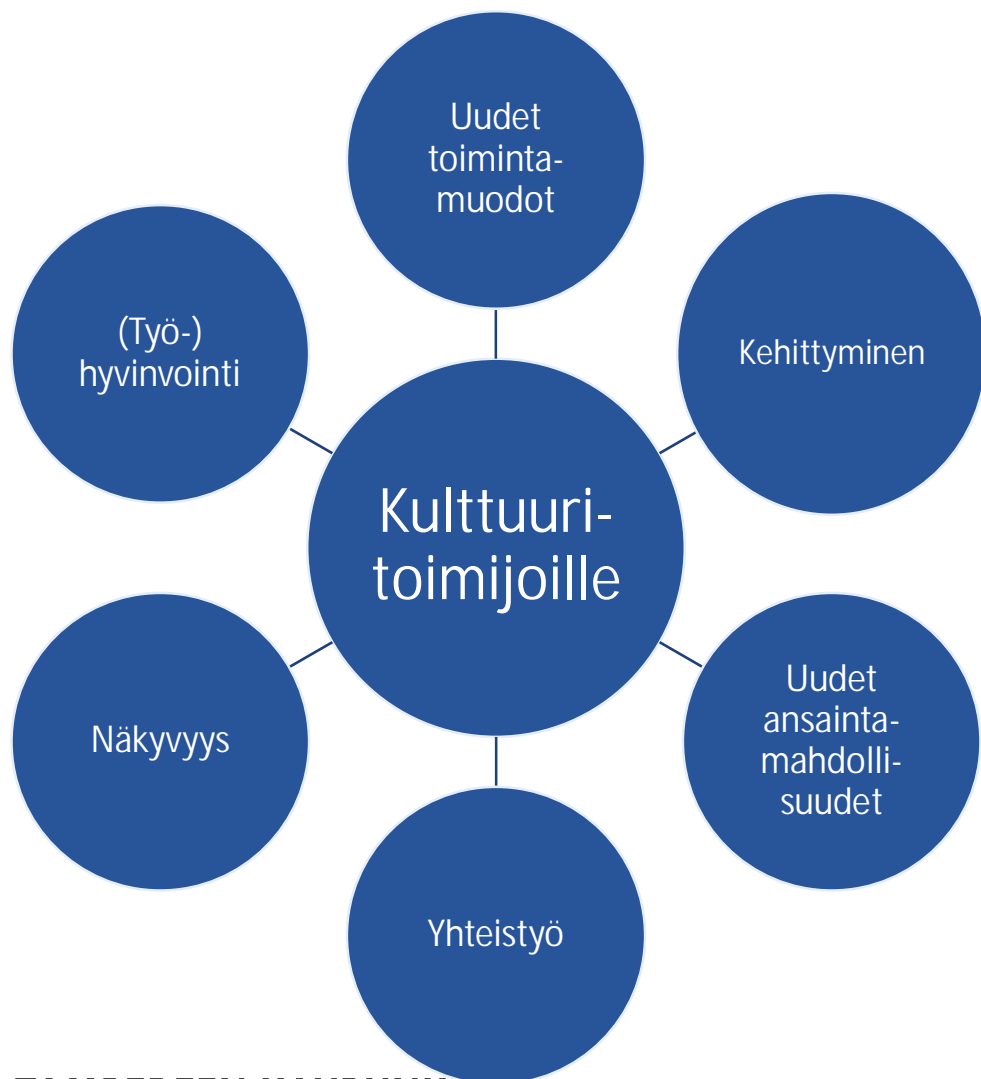 Uudet
toiminta-
muodot
(Työ-)
hyvinvointi
Kehittyminen
Kulttuuri-
toimijoille
Näkyvyys
Uudet
ansainta-
mahdolli-
suudet
Yhteistyö